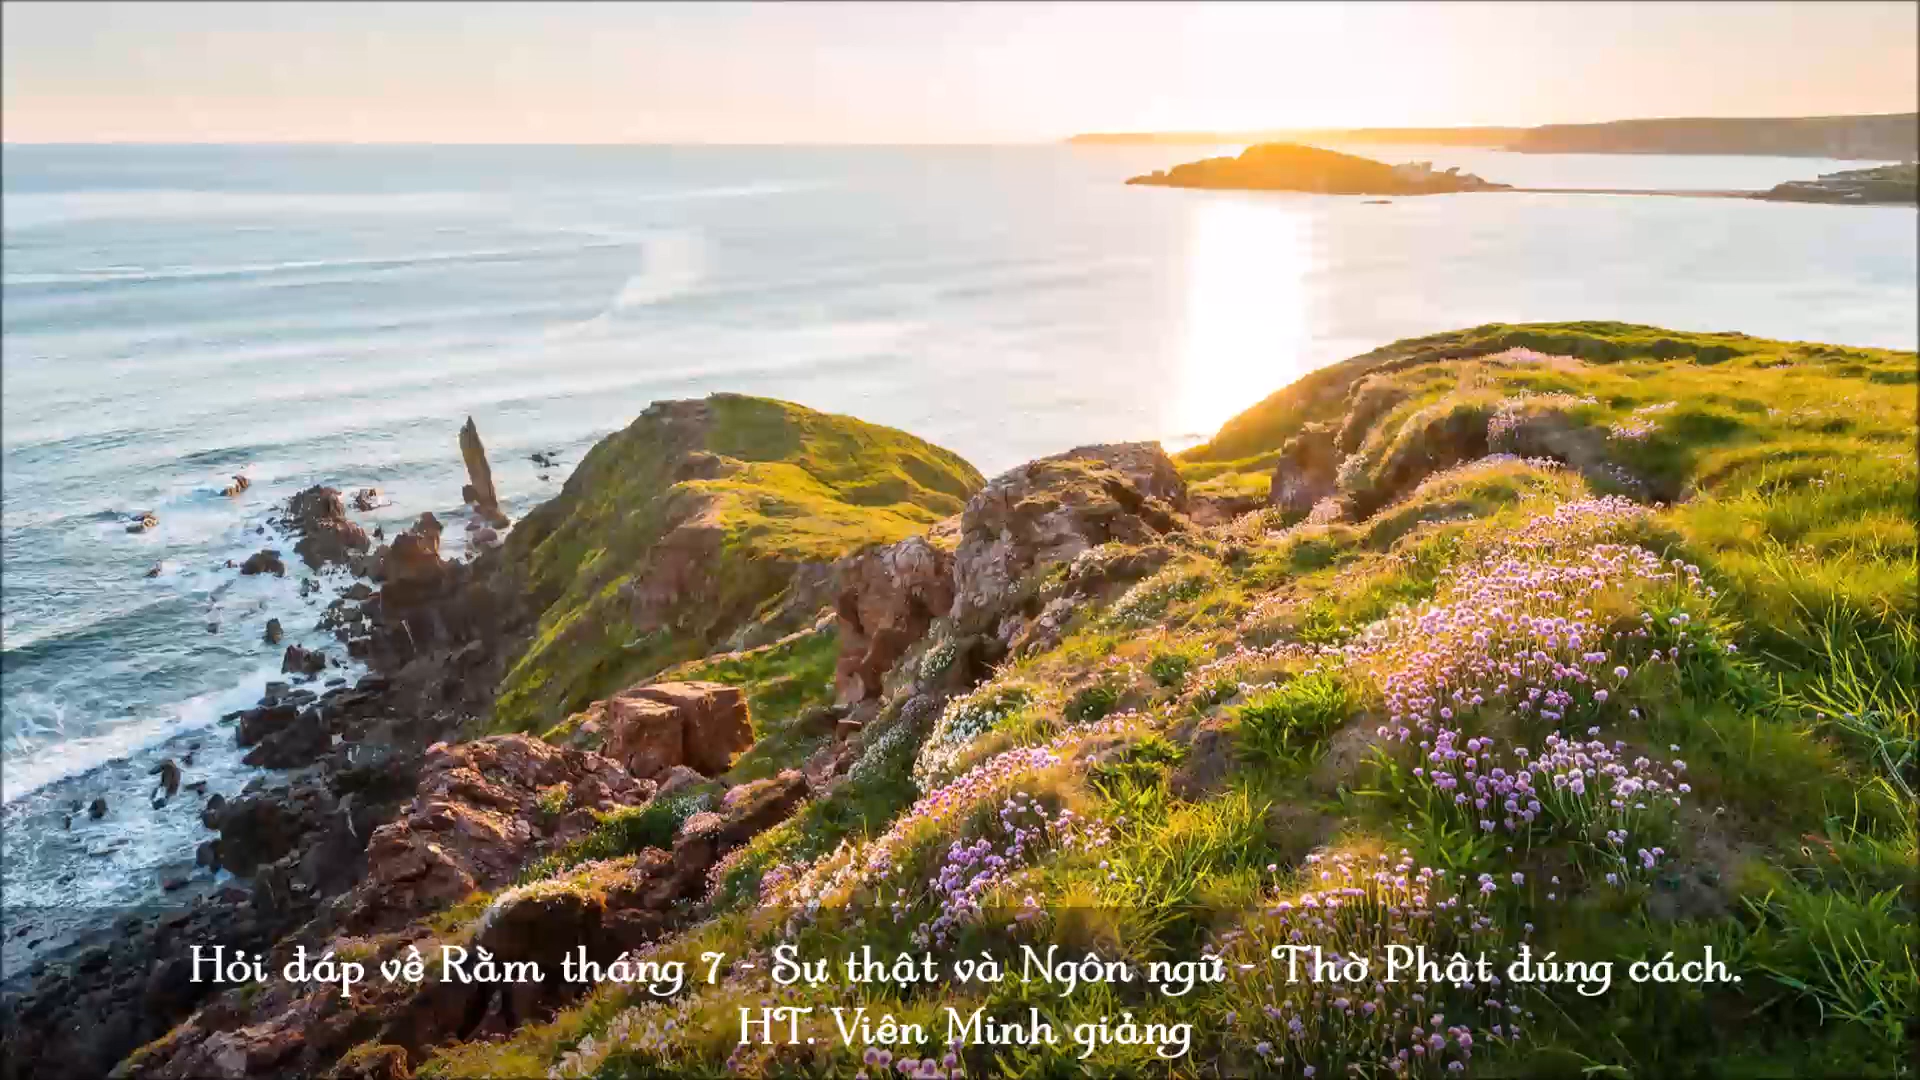 Hỏi đáp về Rằm tháng 7 - Sự thật và Ngôn ngữ - Thờ Phật đúng cách.
HT. Viên Minh giảng